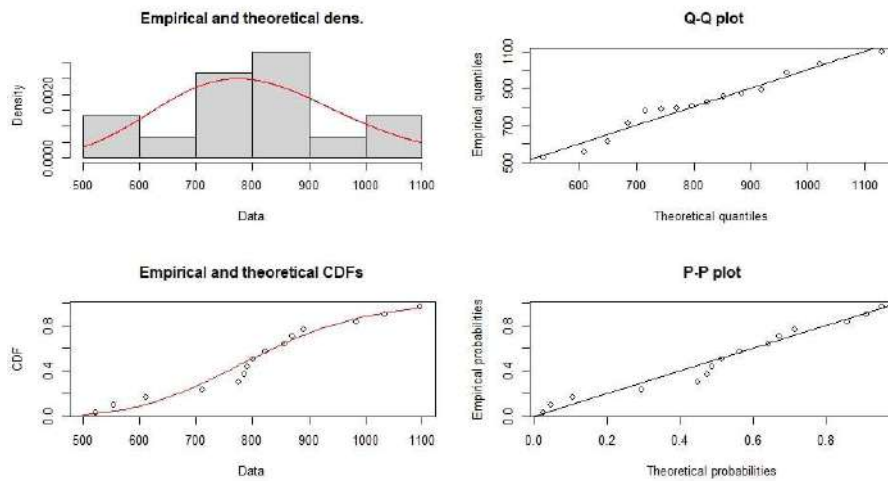 Empirical and theoretical dens.
Density
0.0000 0.0020
500 600 700 800 900 1000 1100
Data
Q-Q plot
Empirical quantiles
500 700 900 1100
600 700 800 900 1000 1100
Theoretical quantiles
Empirical and theoretical CDFs
CDF
0.0 0.4 0.8
500 600 700 800 900 1000 1100
Data
P-P plot
Empirical probabilities
0.0 0.4 0.8
0.0 0.2 0.4 0.6 0.8
Theoretical probabilities